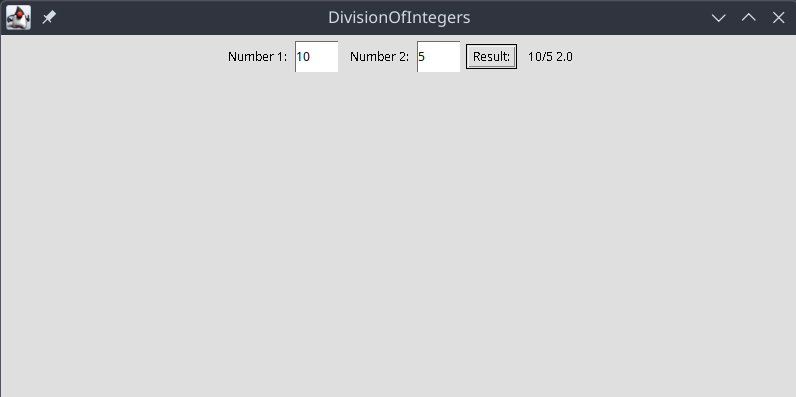 DivisionOfIntegers
Number 1: 10 Number 2: 5 Result: 10/5 2.0